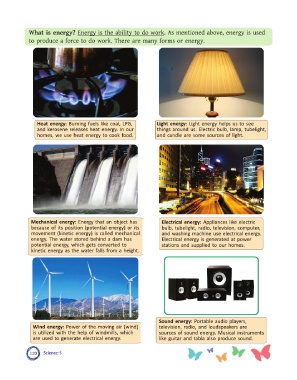 What is energy? Energy is the ability to do work. As mentioned above, energy is used
to produce a force to do work. There are many forms or energy.
Heat energy: Burning fuels like coal, LPG,
and kerosene releases heat energy. In our
homes, we use heat energy to cook food.
Light energy: Light energy helps us to see
things around us. Electric bulb, lamp, tubelight,
and candle are some sources of light.
Mechanical energy: Energy that an object has
because of its position (potential energy) or its
movement (kinetic energy) is called mechanical
energy. The water stored behind a dam has
potential energy, which gets converted to
kinetic energy as the water falls from a height.
Electrical energy: Appliances like electric
bulb, tubelight, radio, television, computer,
and washing machine use electrical energy.
Electrical energy is generated at power
stations and supplied to our homes.
Wind energy: Power of the moving air (wind)
is utilized with the help of windmills, which
are used to generate electrical energy.
Sound energy: Portable audio players,
television, radio, and loudspeakers are
sources of sound energy. Musical instruments
like guitar and tabla also produce sound.
Science-5